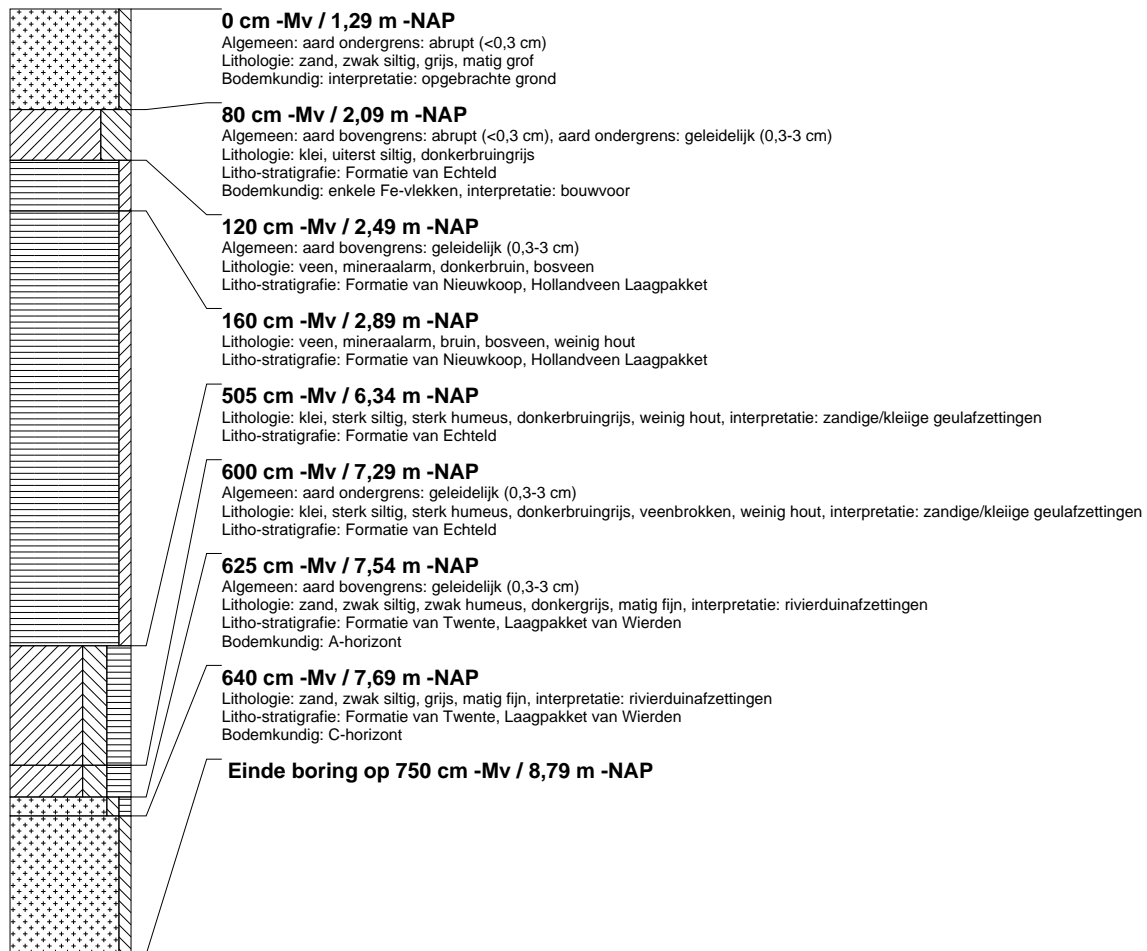 0 cm -Mv / 1,29 m -NAP
Algemeen: aard ondergrens: abrupt (<0,3 cm)
Lithologie: zand, zwak siltig, grijs, matig grof
Bodemkundig: interpretatie: opgebrachte grond
80 cm -Mv / 2,09 m -NAP
Algemeen: aard bovengrens: abrupt (<0,3 cm), aard ondergrens: geleidelijk (0,3-3 cm)
Lithologie: klei, uiterst siltig, donkerbruingrijs
Litho-stratigrafie: Formatie van Echteld
Bodemkundig: enkele Fe-vlekken, interpretatie: bouwvoor
120 cm -Mv / 2,49 m -NAP
Algemeen: aard bovengrens: geleidelijk (0,3-3 cm)
Lithologie: veen, mineraalarm, donkerbruin, bosveen
Litho-stratigrafie: Formatie van Nieuwkoop, Hollandveen Laagpakket
160 cm -Mv / 2,89 m -NAP
Lithologie: veen, mineraalarm, bruin, bosveen, weinig hout
Litho-stratigrafie: Formatie van Nieuwkoop, Hollandveen Laagpakket
505 cm -Mv / 6,34 m -NAP
Lithologie: klei, sterk siltig, sterk humeus, donkerbruingrijs, weinig hout, interpretatie: zandige/kleiige geulafzettingen
Litho-stratigrafie: Formatie van Echteld
600 cm -Mv / 7,29 m -NAP
Algemeen: aard ondergrens: geleidelijk (0,3-3 cm)
Lithologie: klei, sterk siltig, sterk humeus, donkerbruingrijs, veenbrokken, weinig hout, interpretatie: zandige/kleiige geulafzettingen
Litho-stratigrafie: Formatie van Echteld
625 cm -Mv / 7,54 m -NAP
Algemeen: aard bovengrens: geleidelijk (0,3-3 cm)
Lithologie: zand, zwak siltig, zwak humeus, donkergrijs, matig fijn, interpretatie: rivierduinafzettingen
Litho-stratigrafie: Formatie van Twente, Laagpakket van Wierden
Bodemkundig: A-horizont
640 cm -Mv / 7,69 m -NAP
Lithologie: zand, zwak siltig, grijs, matig fijn, interpretatie: rivierduinafzettingen
Litho-stratigrafie: Formatie van Twente, Laagpakket van Wierden
Bodemkundig: C-horizont
Einde boring op 750 cm -Mv / 8,79 m -NAP